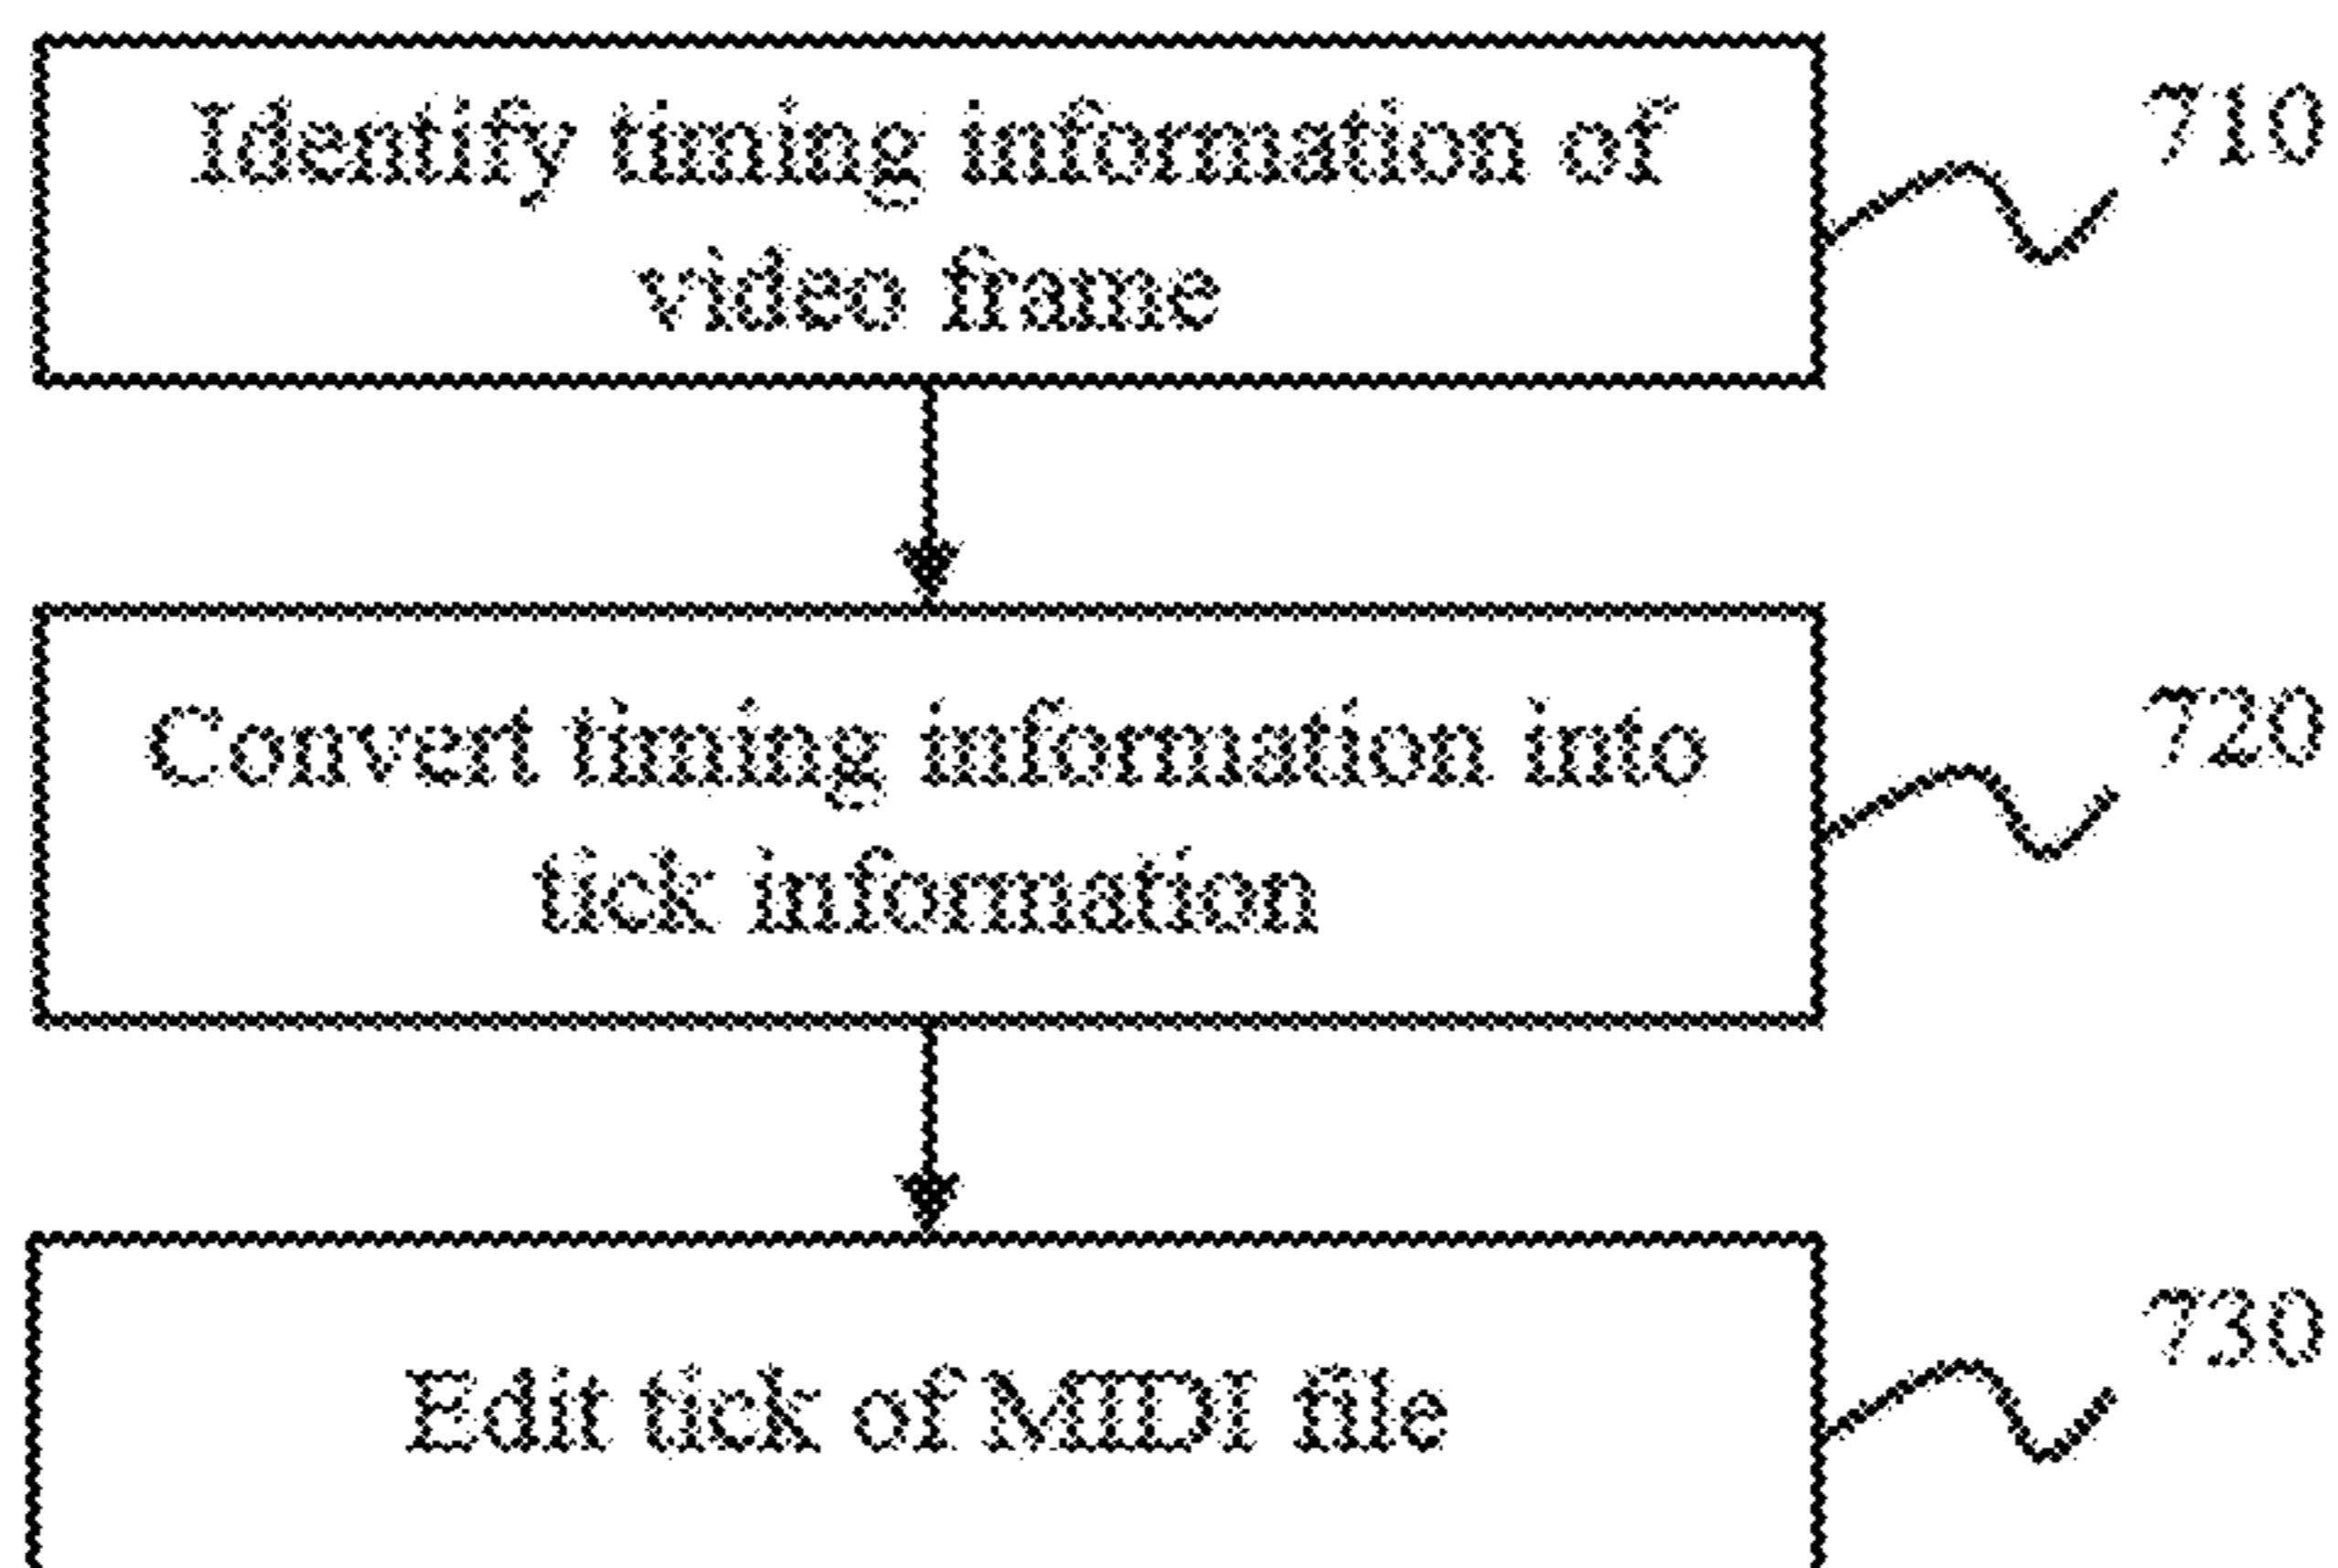 Identify timing information of
710
video frame
Convert timing information into
720
tick information
Edit tick of MIDI file
730